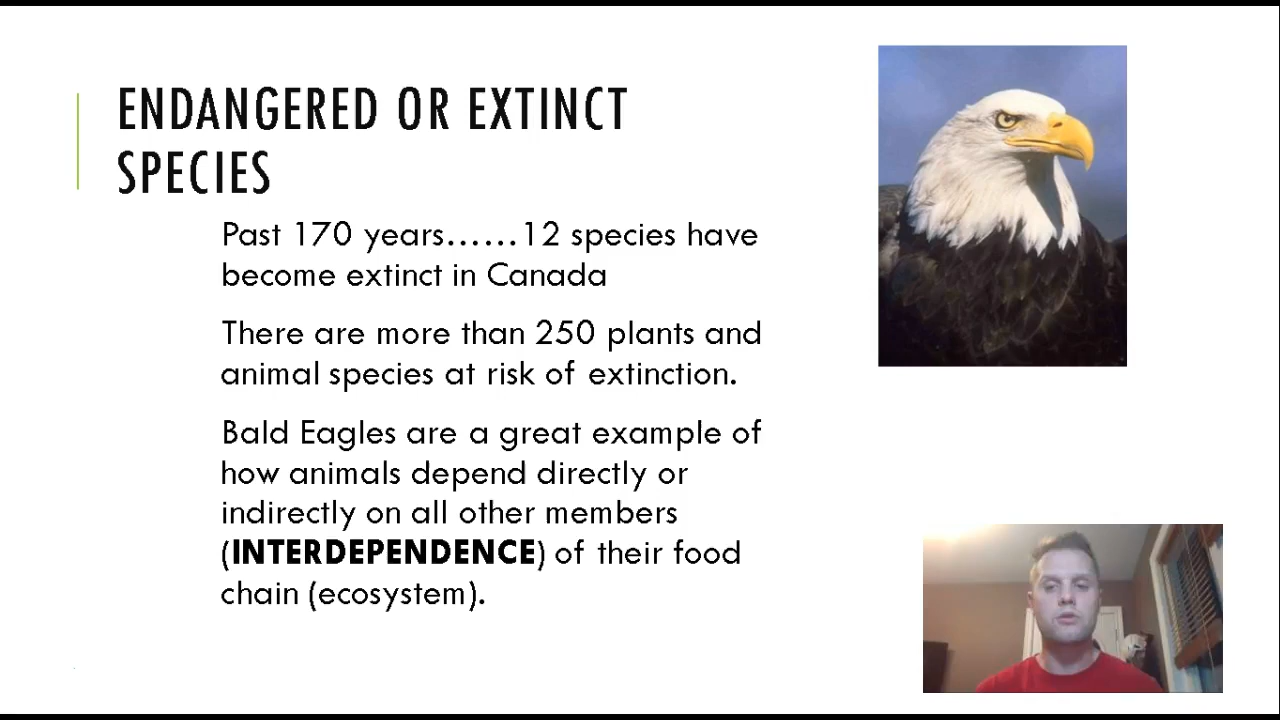 ENDANGERED OR EXTINCT
SPECIES
Past 170 years......12 species have
become extinct in Canada
There are more than 250 plants and
animal species at risk of extinction.
Bald Eagles are a great example of
how animals depend directly or
indirectly on all other members
(INTERDEPENDENCE) of their food
chain (ecosystem).